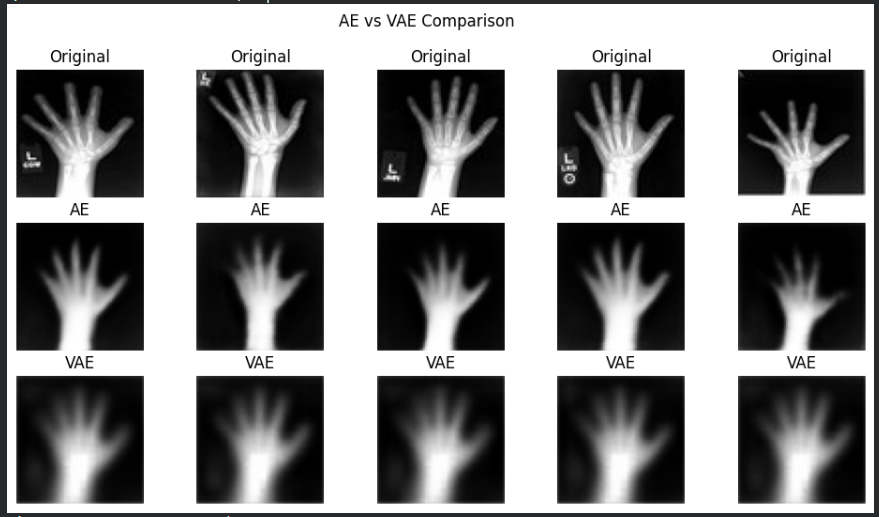 AE vs VAE Comparison
Original Original Original Original Original
L
L
L
L
AE AE AE AE AE
VAE VAE VAE VAE VAE